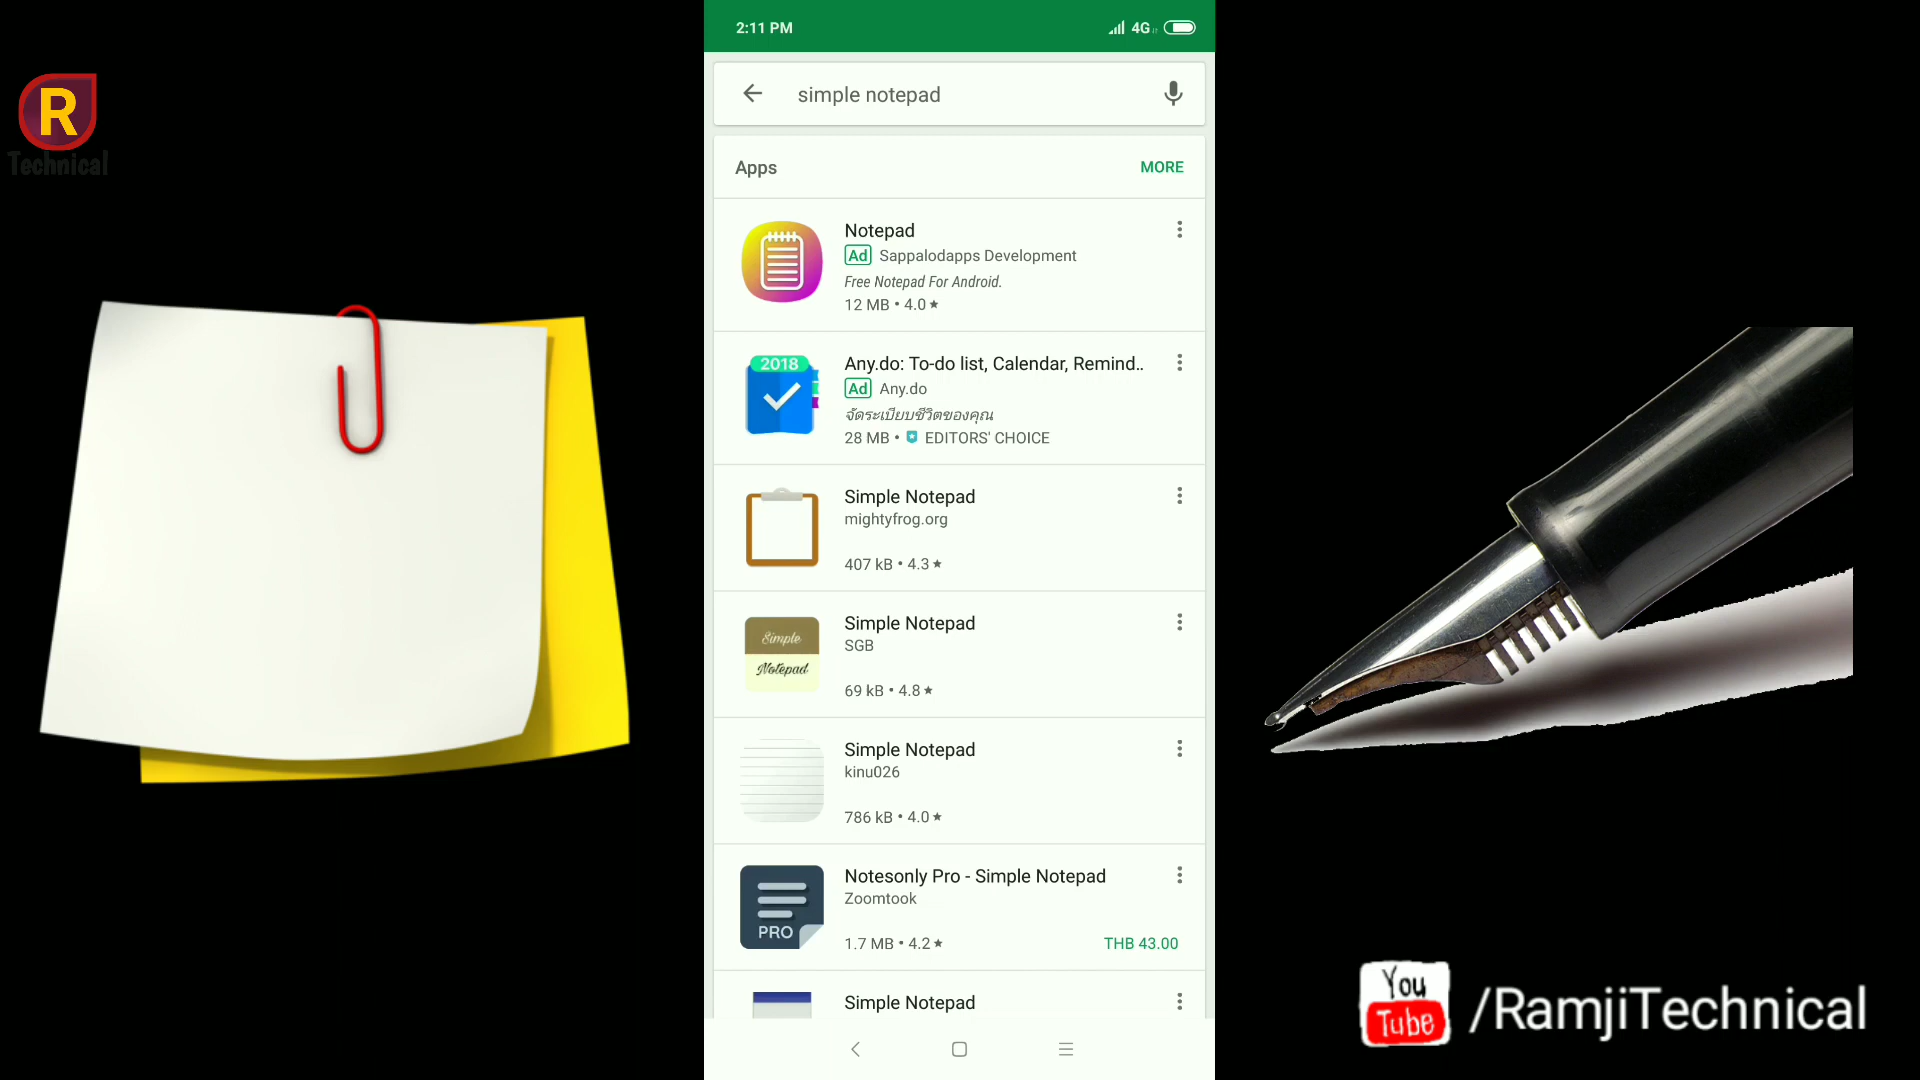 R
Technical
2:11 PM
4G
simple notepad
Apps
MORE
Notepad
Ad Sappalodapps Development
Free Notepad For Android.
12 MB • 4.0 ★
2018
Any.do: To-do list, Calendar, Remind..
Ad Any.do
จัดระเบียบชีวิตของคุณ
28 MB • EDITORS' CHOICE
Simple Notepad
mightyfrog.org
407 kB • 4.3 ★
Simple
Notepad
Simple Notepad
SGB
69 kB • 4.8 ★
Simple Notepad
kinu026
786 kB • 4.0 ★
PRO
Notesonly Pro - Simple Notepad
Zoomtook
1.7 MB • 4.2 ★
THB 43.00
Simple Notepad
You
Tube
/RamjiTechnical